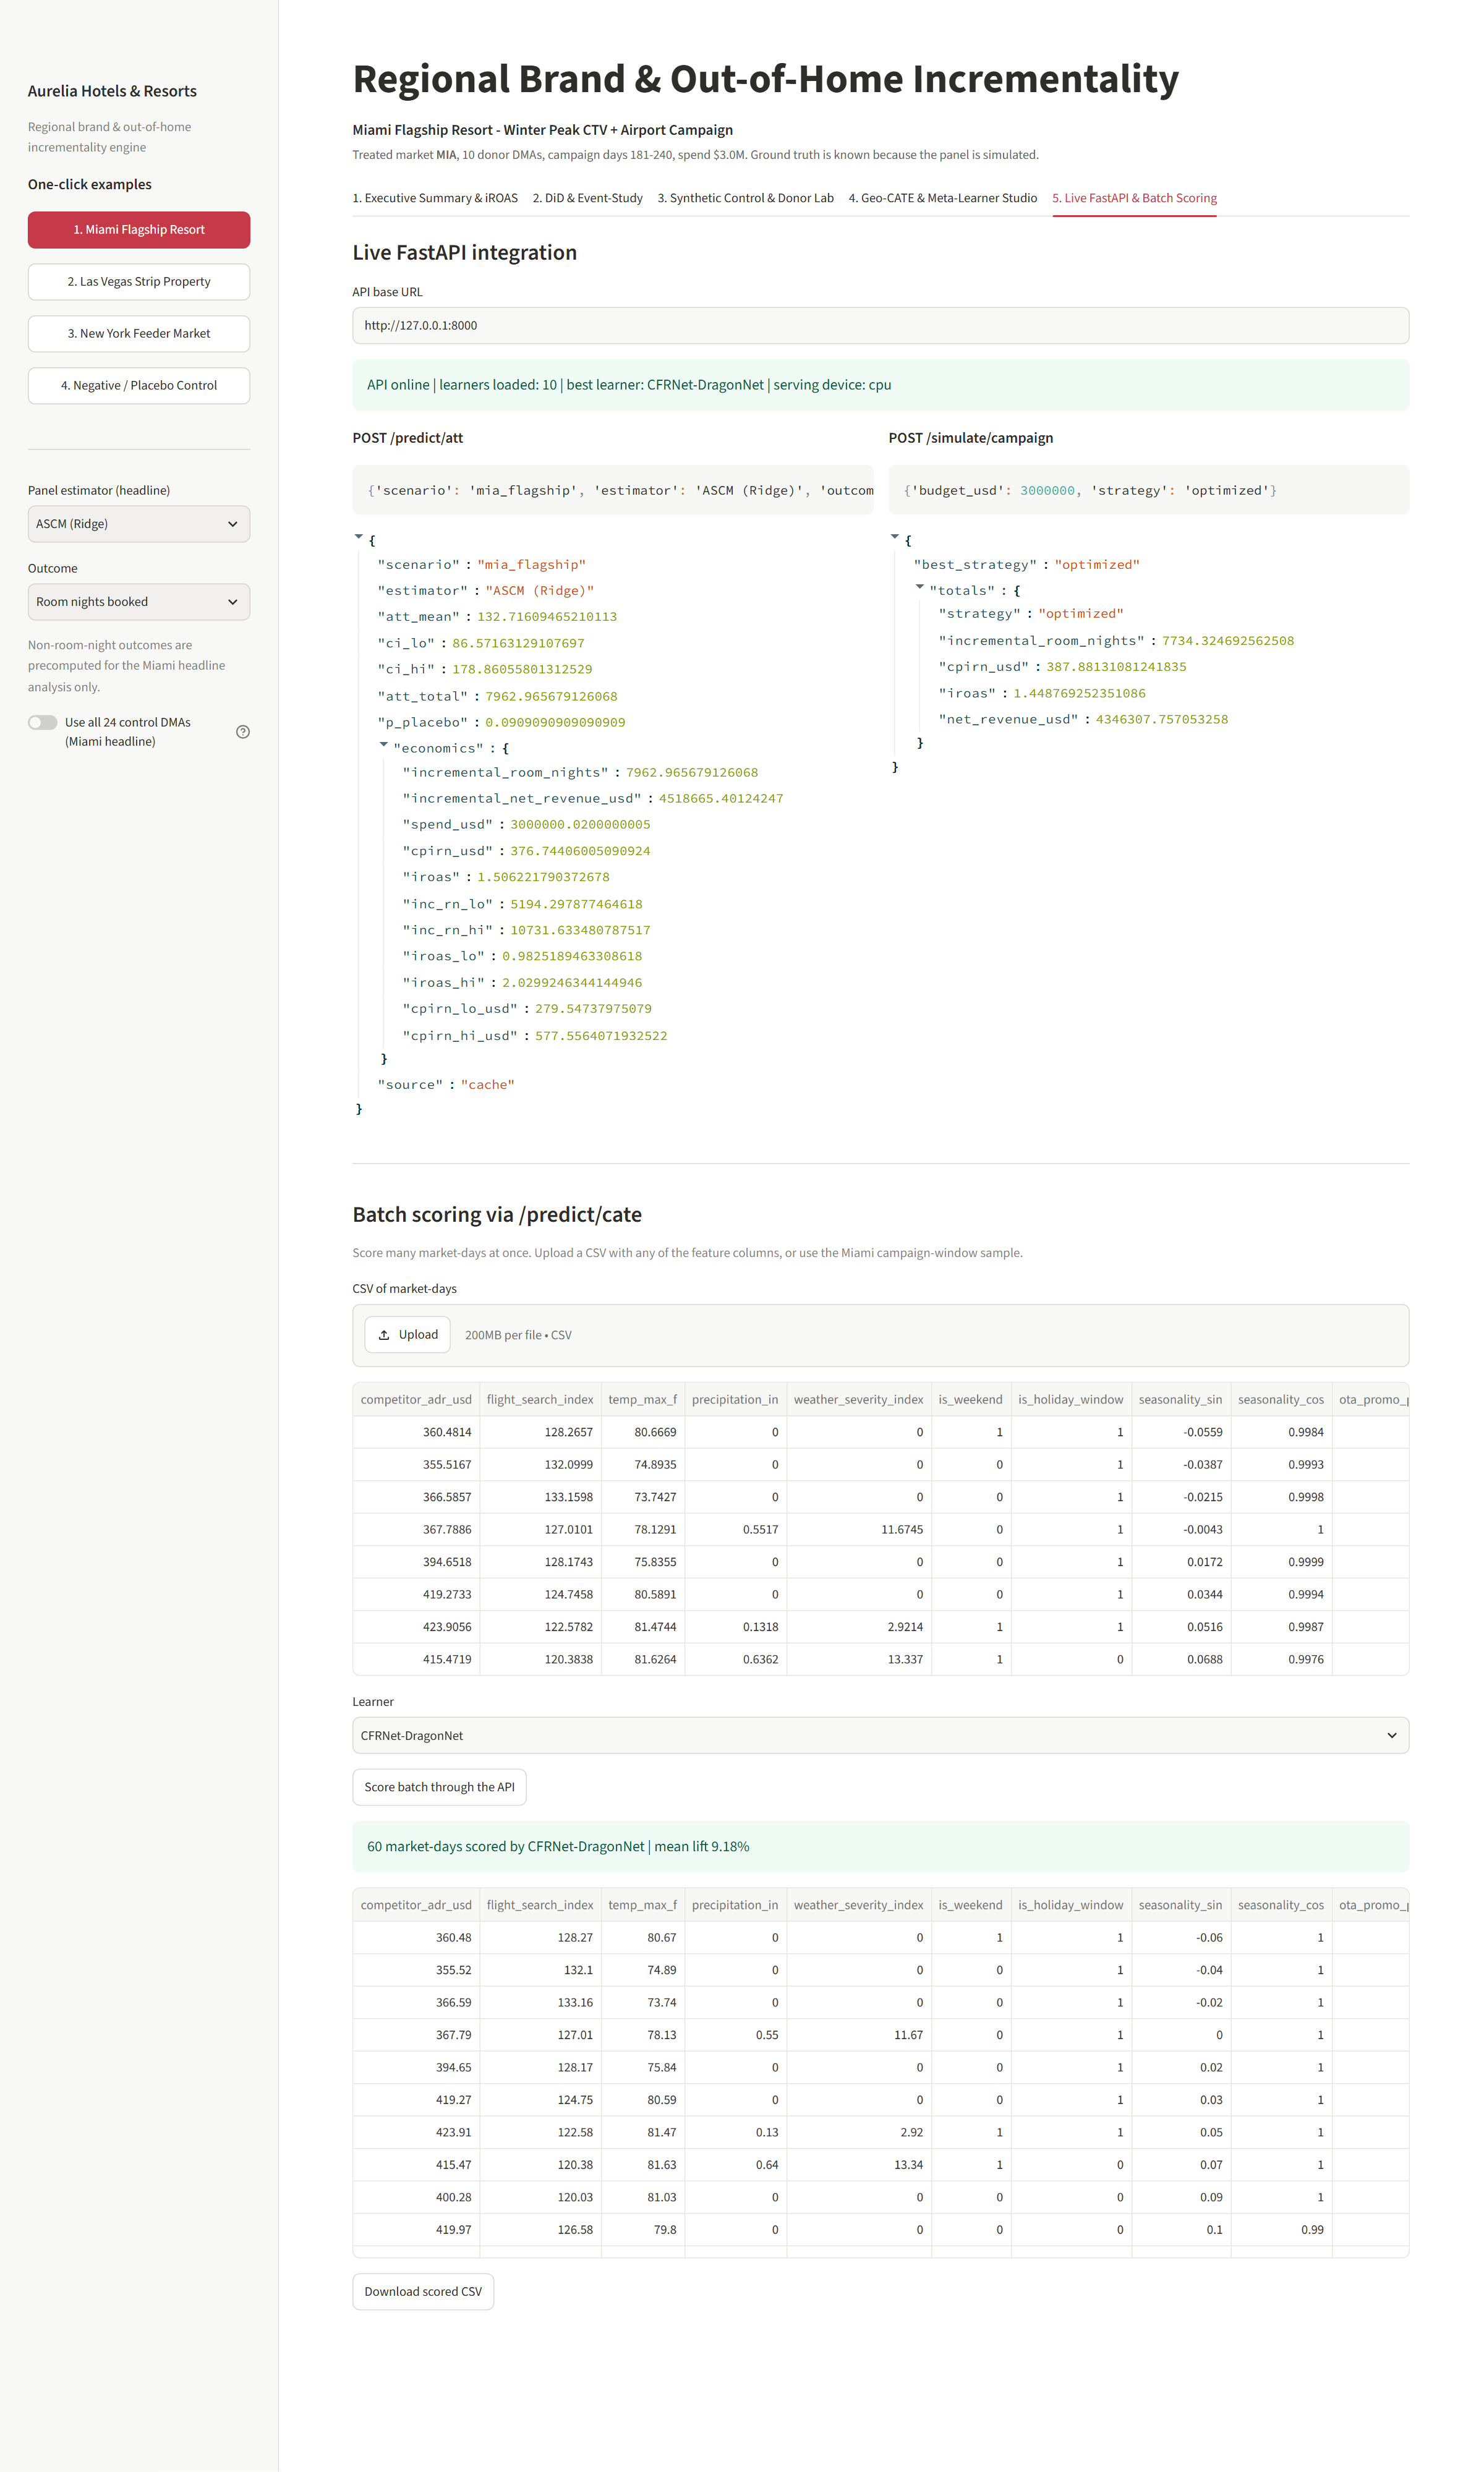 Aurelia Hotels & Resorts
Regional brand & out-of-home
incrementality engine
One-click examples
1. Miami Flagship Resort
2. Las Vegas Strip Property
3. New York Feeder Market
4. Negative / Placebo Control
Panel estimator (headline)
ASCM (Ridge)
Outcome
Room nights booked
Non-room-night outcomes are
precomputed for the Miami headline
analysis only.
Use all 24 control DMAs
(Miami headline)
Regional Brand & Out-of-Home Incrementality
Miami Flagship Resort - Winter Peak CTV + Airport Campaign
Treated market MIA, 10 donor DMAs, campaign days 181-240, spend $3.0M. Ground truth is known because the panel is simulated.
1. Executive Summary & iROAS 2. DiD & Event-Study 3. Synthetic Control & Donor Lab 4. Geo-CATE & Meta-Learner Studio 5. Live FastAPI & Batch Scoring
Live FastAPI integration
API base URL
http://127.0.0.1:8000
API online | learners loaded: 10 | best learner: CFRNet-DragonNet | serving device: cpu
POST /predict/att
{'scenario': 'mia_flagship', 'estimator': 'ASCM (Ridge)', 'outcom
{
"scenario" : "mia_flagship"
"estimator" : "ASCM (Ridge)"
"att_mean" : 132.71609465210113
"ci_lo" : 86.57163129107697
"ci_hi" : 178.86055801312529
"att_total" : 7962.965679126068
"p_placebo" : 0.0909090909090909
"economics" : {
"incremental_room_nights" : 7962.965679126068
"incremental_net_revenue_usd" : 4518665.40124247
"spend_usd" : 3000000.0200000005
"cpirn_usd" : 376.74406005090924
"iroas" : 1.506221790372678
"inc_rn_lo" : 5194.297877464618
"inc_rn_hi" : 10731.633480787517
"iroas_lo" : 0.9825189463308618
"iroas_hi" : 2.0299246344144946
"cpirn_lo_usd" : 279.54737975079
"cpirn_hi_usd" : 577.5564071932522
}
"source" : "cache"
}
POST /simulate/campaign
{'budget_usd': 3000000, 'strategy': 'optimized'}
{
"best_strategy" : "optimized"
"totals" : {
"strategy" : "optimized"
"incremental_room_nights" : 7734.324692562508
"cpirn_usd" : 387.88131081241835
"iroas" : 1.448769252351086
"net_revenue_usd" : 4346307.757053258
}
}
Batch scoring via /predict/cate
Score many market-days at once. Upload a CSV with any of the feature columns, or use the Miami campaign-window sample.
CSV of market-days
Upload 200MB per file • CSV
competitor_adr_usd flight_search_index temp_max_f precipitation_in weather_severity_index is_weekend is_holiday_window seasonality_sin seasonality_cos ota_promo_p
360.4814 128.2657 80.6669 0 0 1 1 -0.0559 0.9984
355.5167 132.0999 74.8935 0 0 0 1 -0.0387 0.9993
366.5857 133.1598 73.7427 0 0 0 1 -0.0215 0.9998
367.7886 127.0101 78.1291 0.5517 11.6745 0 1 -0.0043 1
394.6518 128.1743 75.8355 0 0 0 1 0.0172 0.9999
419.2733 124.7458 80.5891 0 0 0 1 0.0344 0.9994
423.9056 122.5782 81.4744 0.1318 2.9214 1 1 0.0516 0.9987
415.4719 120.3838 81.6264 0.6362 13.337 1 0 0.0688 0.9976
Learner
CFRNet-DragonNet
Score batch through the API
60 market-days scored by CFRNet-DragonNet | mean lift 9.18%
competitor_adr_usd flight_search_index temp_max_f precipitation_in weather_severity_index is_weekend is_holiday_window seasonality_sin seasonality_cos ota_promo_p
360.48 128.27 80.67 0 0 1 1 -0.06 1
355.52 132.1 74.89 0 0 0 1 -0.04 1
366.59 133.16 73.74 0 0 0 1 -0.02 1
367.79 127.01 78.13 0.55 11.67 0 1 0 1
394.65 128.17 75.84 0 0 0 1 0.02 1
419.27 124.75 80.59 0 0 0 1 0.03 1
423.91 122.58 81.47 0.13 2.92 1 1 0.05 1
415.47 120.38 81.63 0.64 13.34 1 0 0.07 1
400.28 120.03 81.03 0 0 0 0 0.09 1
419.97 126.58 79.8 0 0 0 0 0.1 0.99
Download scored CSV